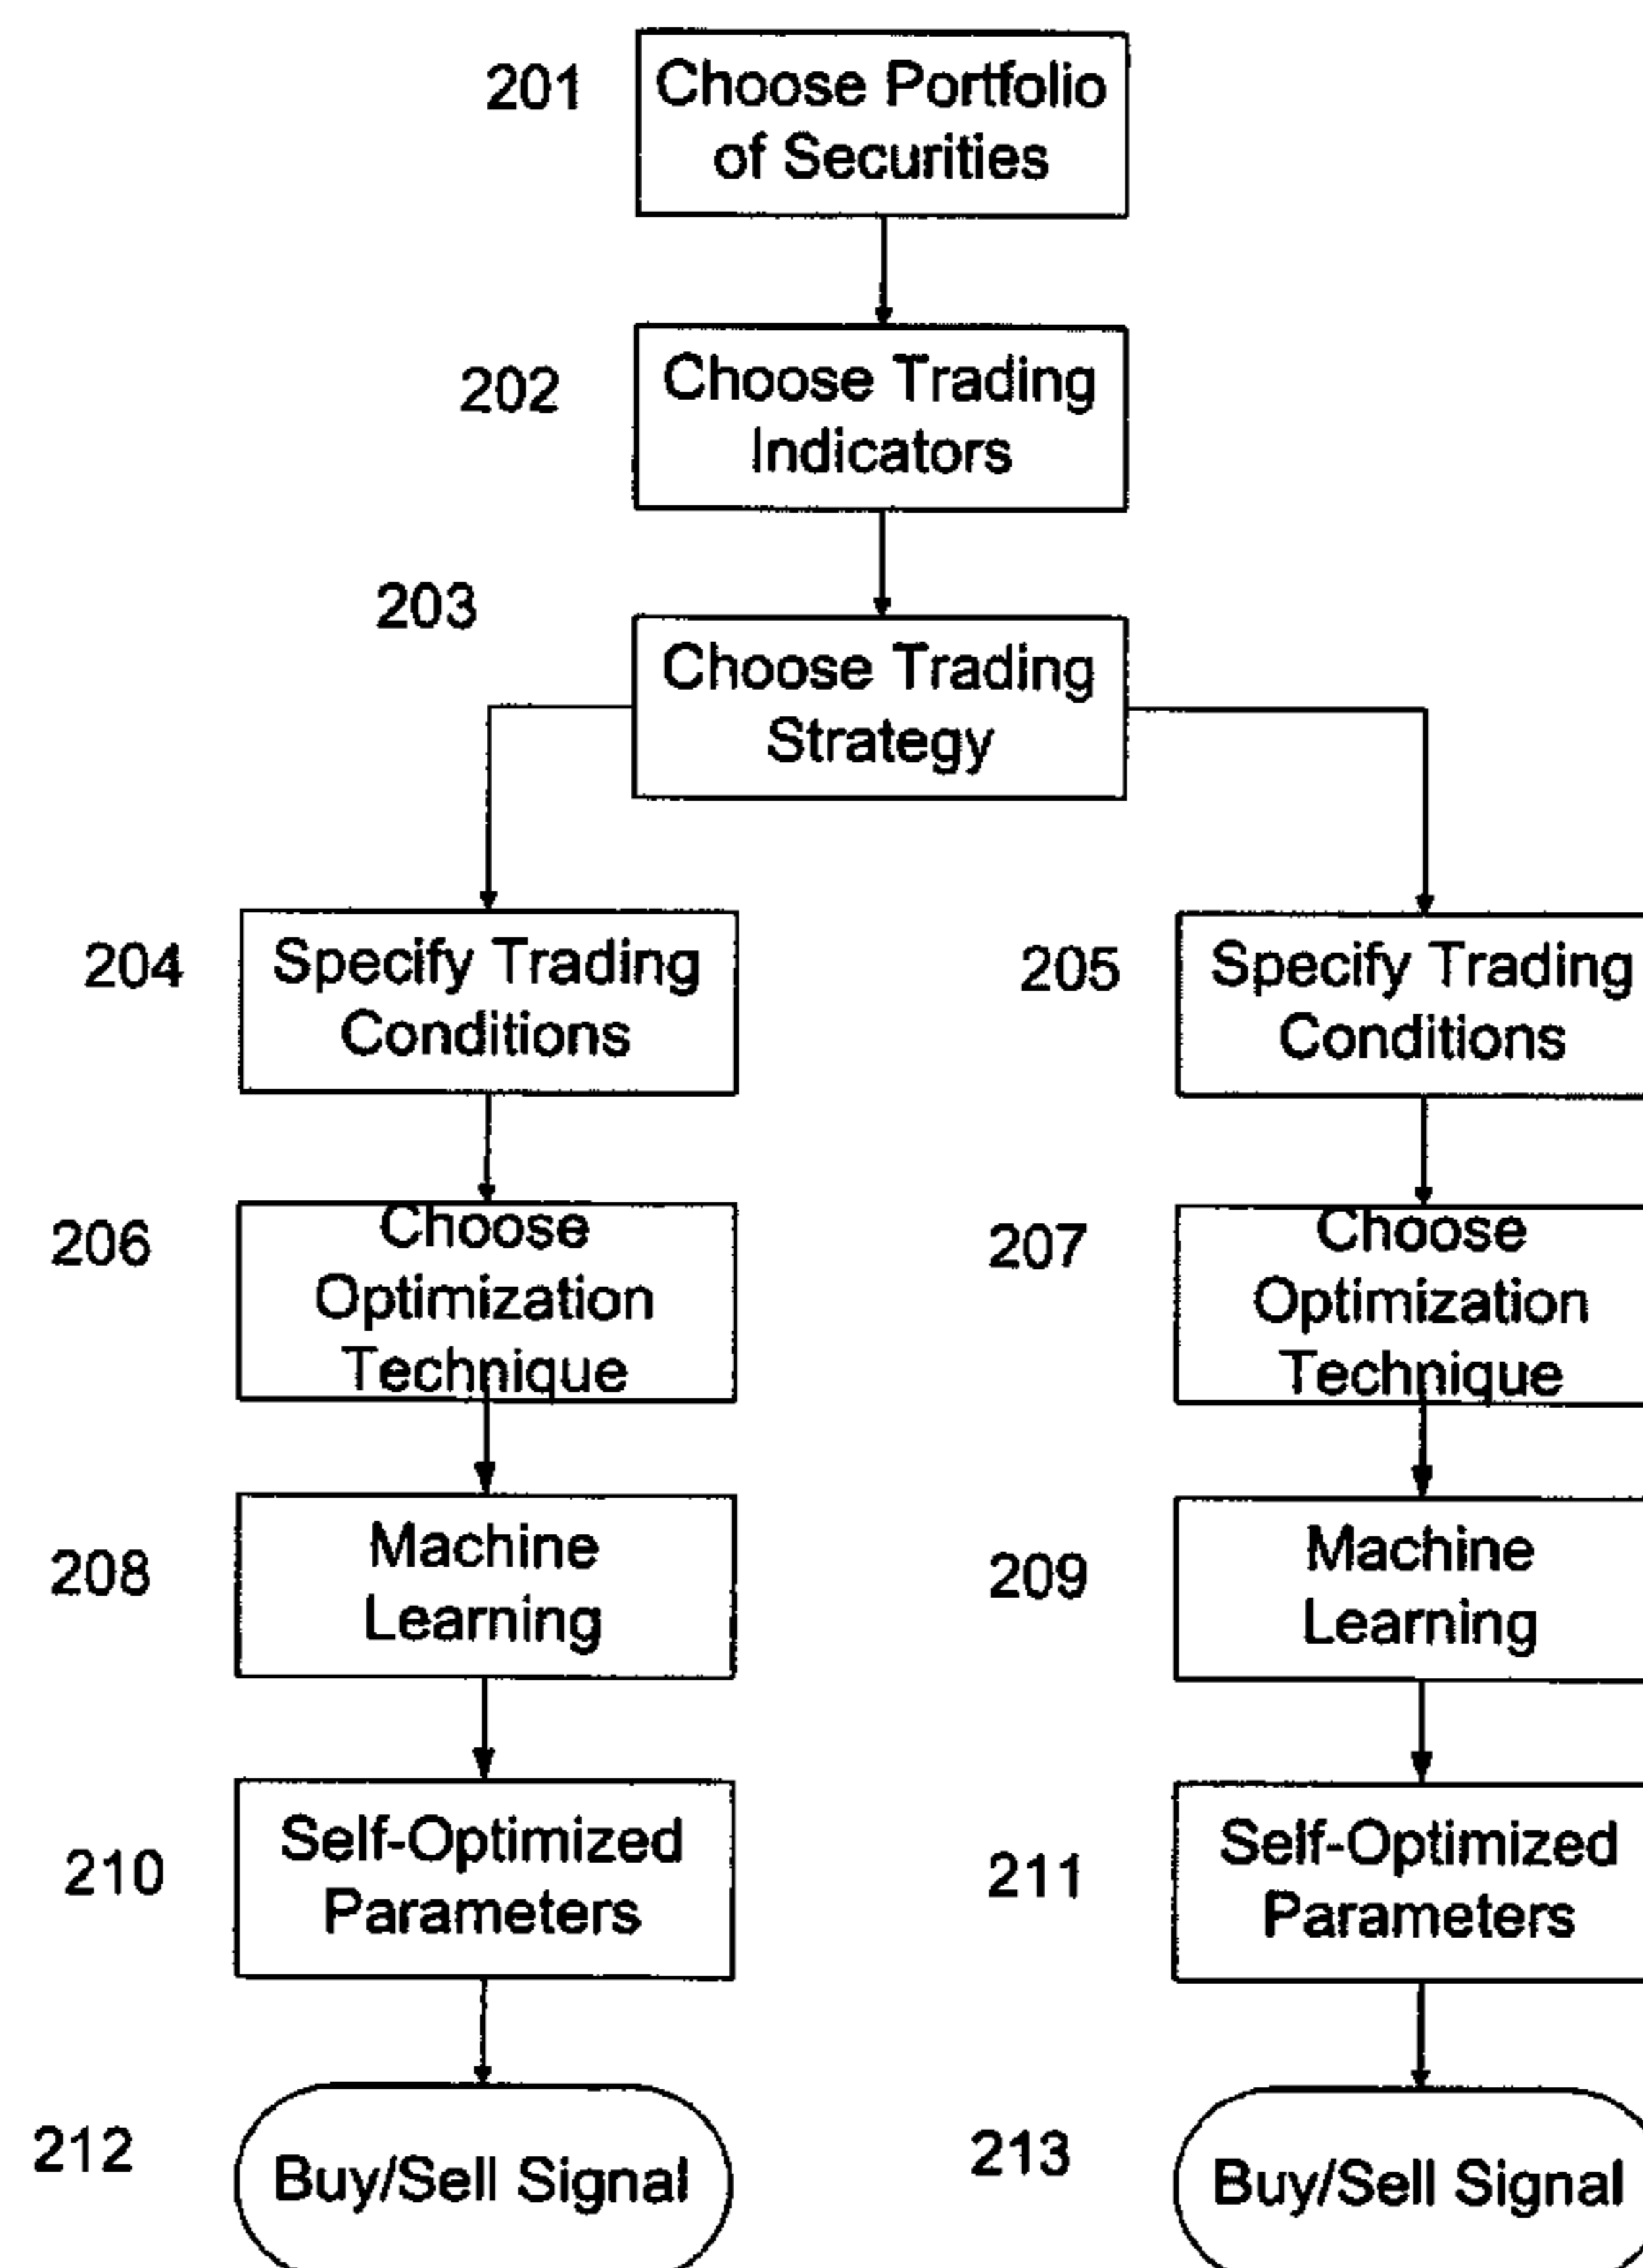 201
Choose Portfolio
of Securities
202
Choose Trading
Indicators
203
Choose Trading
Strategy
204
Specify Trading
Conditions
205
Specify Trading
Conditions
206
Choose
Optimization
Technique
207
Choose
Optimization
Technique
208
Machine
Learning
209
Machine
Learning
210
Self-Optimized
Parameters
211
Self-Optimized
Parameters
212
Buy/Sell Signal
213
Buy/Sell Signal